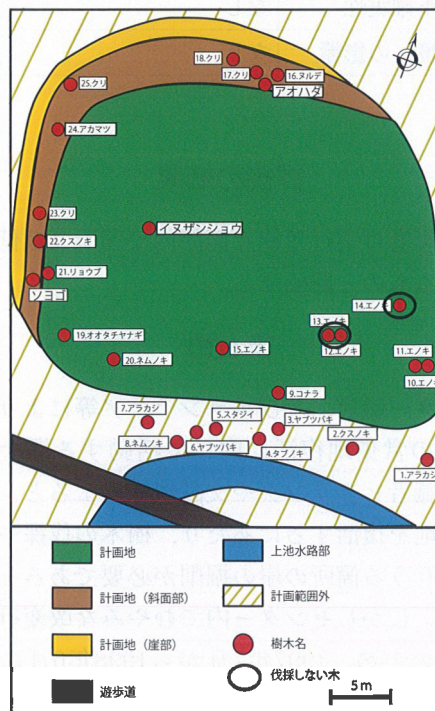 18.クリ
17.クリ
16.ヌルデ
25.クリ
アオハダ
24.アカマツ
23.クリ
イヌザンショウ
22.クスノキ
21.リョウブ
ソヨゴ
14.エノキ
13.エノキ
19.オオタチヤナギ
15.エノキ
12.エノキ
11.エノキ
20.ネムノキ
10.エノキ
9.コナラ
7.アラカシ
5.スタジイ
3.ヤブツバキ
2.クスノキ
8.ネムノキ
6.ヤブツバキ
4.タブノキ
1.アラカシ
計画地
上池水路部
計画地（斜面部）
計画範囲外
計画地（崖部）
樹木名
遊歩道
伐採しない木
5m